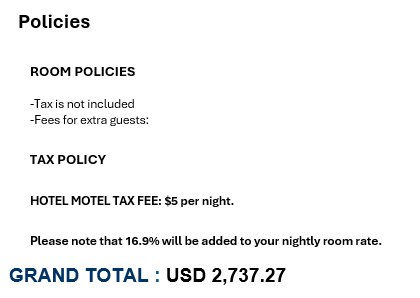 Policies
ROOM POLICIES
-Tax is not included
-Fees for extra guests:
TAX POLICY
HOTEL MOTEL TAX FEE: $5 per night.
Please note that 16.9% will be added to your nightly room rate.
GRAND TOTAL : USD 2,737.27